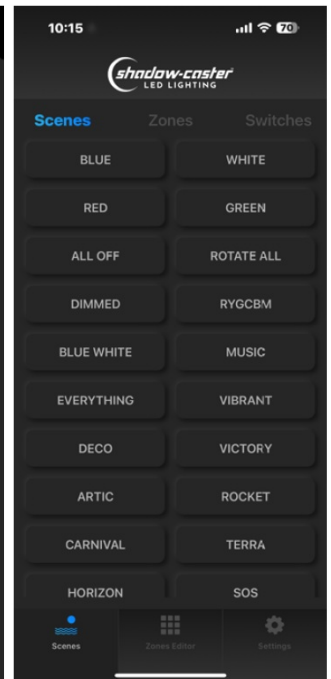 10:15 70
shadow-caster
LED LIGHTING
Scenes Zones Switches
BLUE WHITE
RED GREEN
ALL OFF ROTATE ALL
DIMMED RYGCBM
BLUE WHITE MUSIC
EVERYTHING VIBRANT
DECO VICTORY
ARTIC ROCKET
CARNIVAL TERRA
HORIZON SOS
Scenes Zones Editor Settings